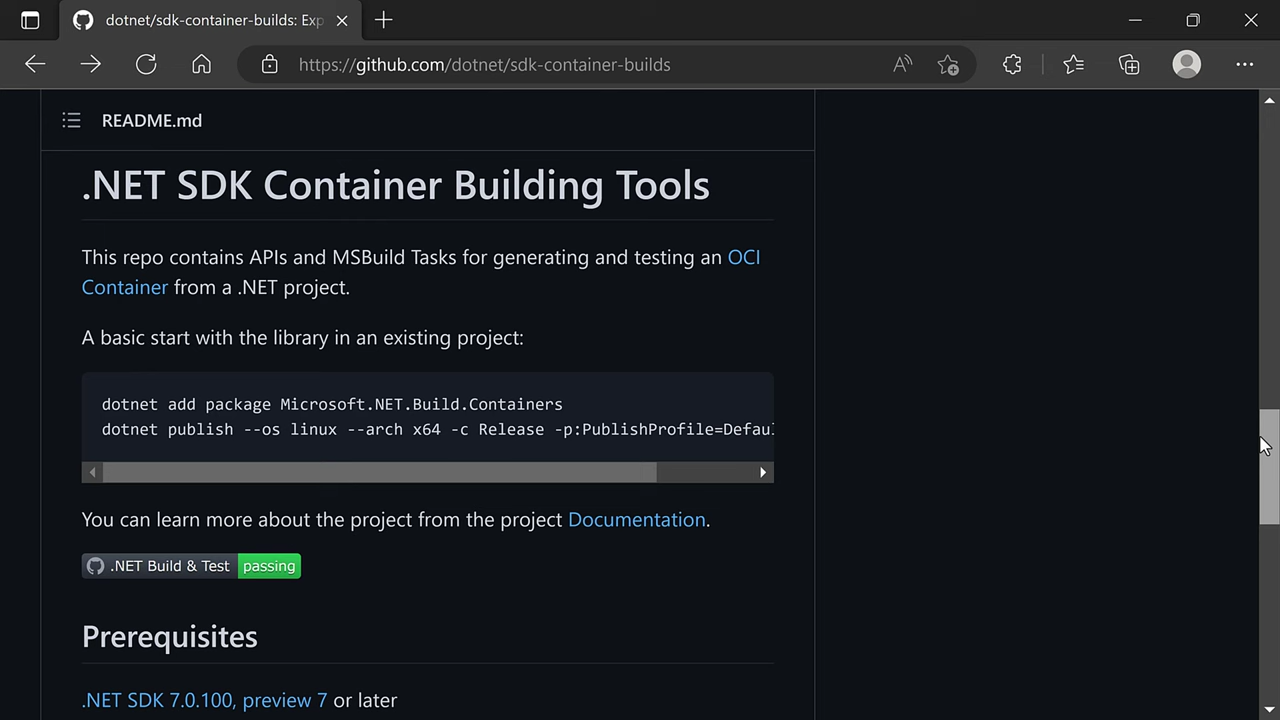 dotnet/sdk-container-builds: Exp
https://github.com/dotnet/sdk-container-builds
README.md
.NET SDK Container Building Tools
This repo contains APIs and MSBuild Tasks for generating and testing an OCI
Container from a .NET project.
A basic start with the library in an existing project:
dotnet add package Microsoft.NET.Build.Containers
dotnet publish --os linux --arch x64 -c Release -p:PublishProfile=Defau
You can learn more about the project from the project Documentation.
.NET Build & Test passing
Prerequisites
.NET SDK 7.0.100, preview 7 or later